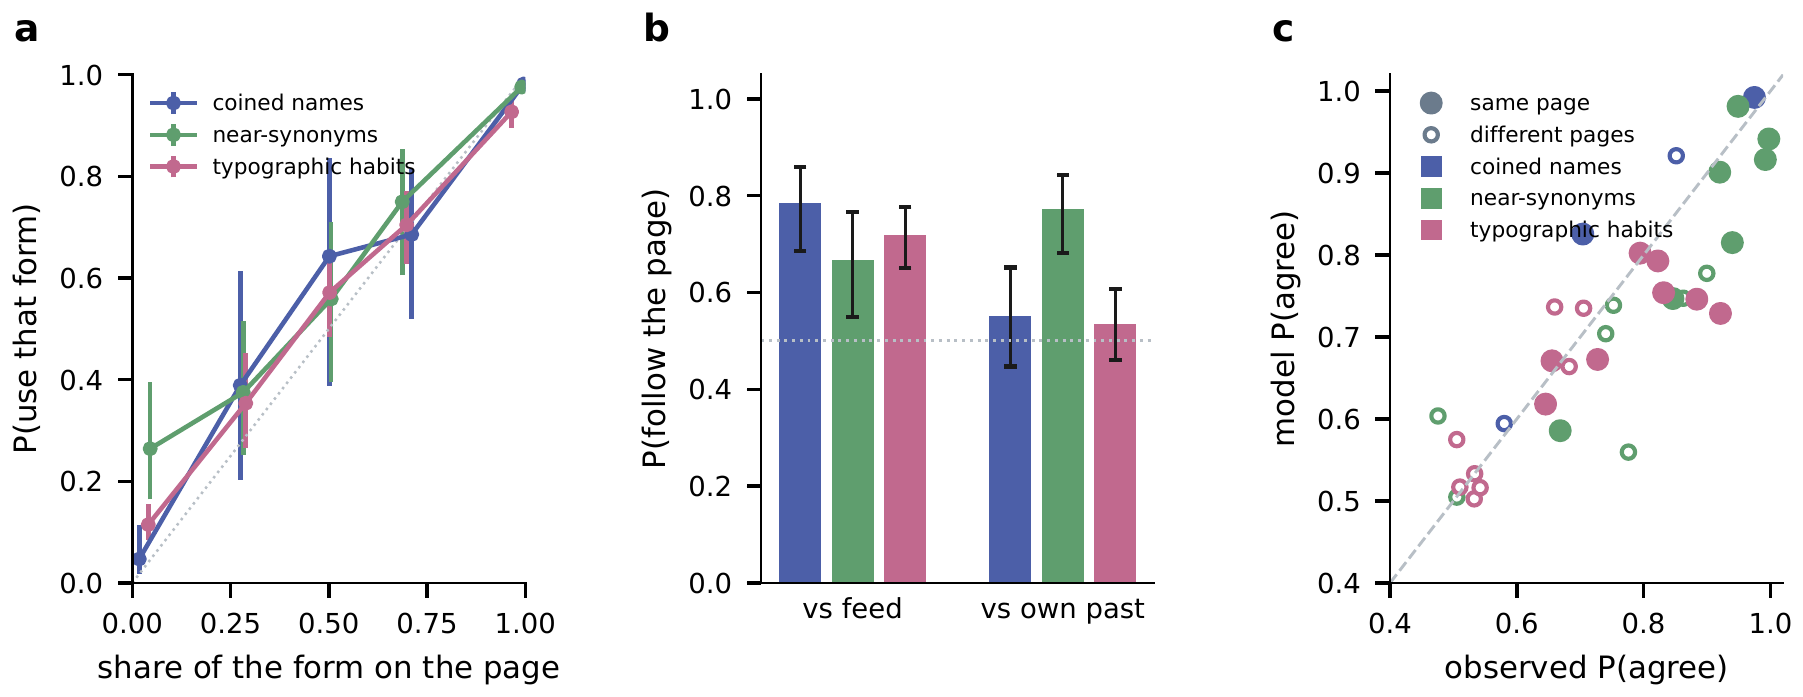 a
1.0
0.8
0.6
0.4
0.2
0.0
P(use that form)
coined names
near-synonyms
typographic habits
0.00 0.25 0.50 0.75 1.00
share of the form on the page
b
1.0
0.8
0.6
0.4
0.2
0.0
P(follow the page)
vs feed vs own past
c
1.0
0.9
0.8
0.7
0.6
0.5
0.4
model P(agree)
same page
different pages
coined names
near-synonyms
typographic habits
0.4 0.6 0.8 1.0
observed P(agree)